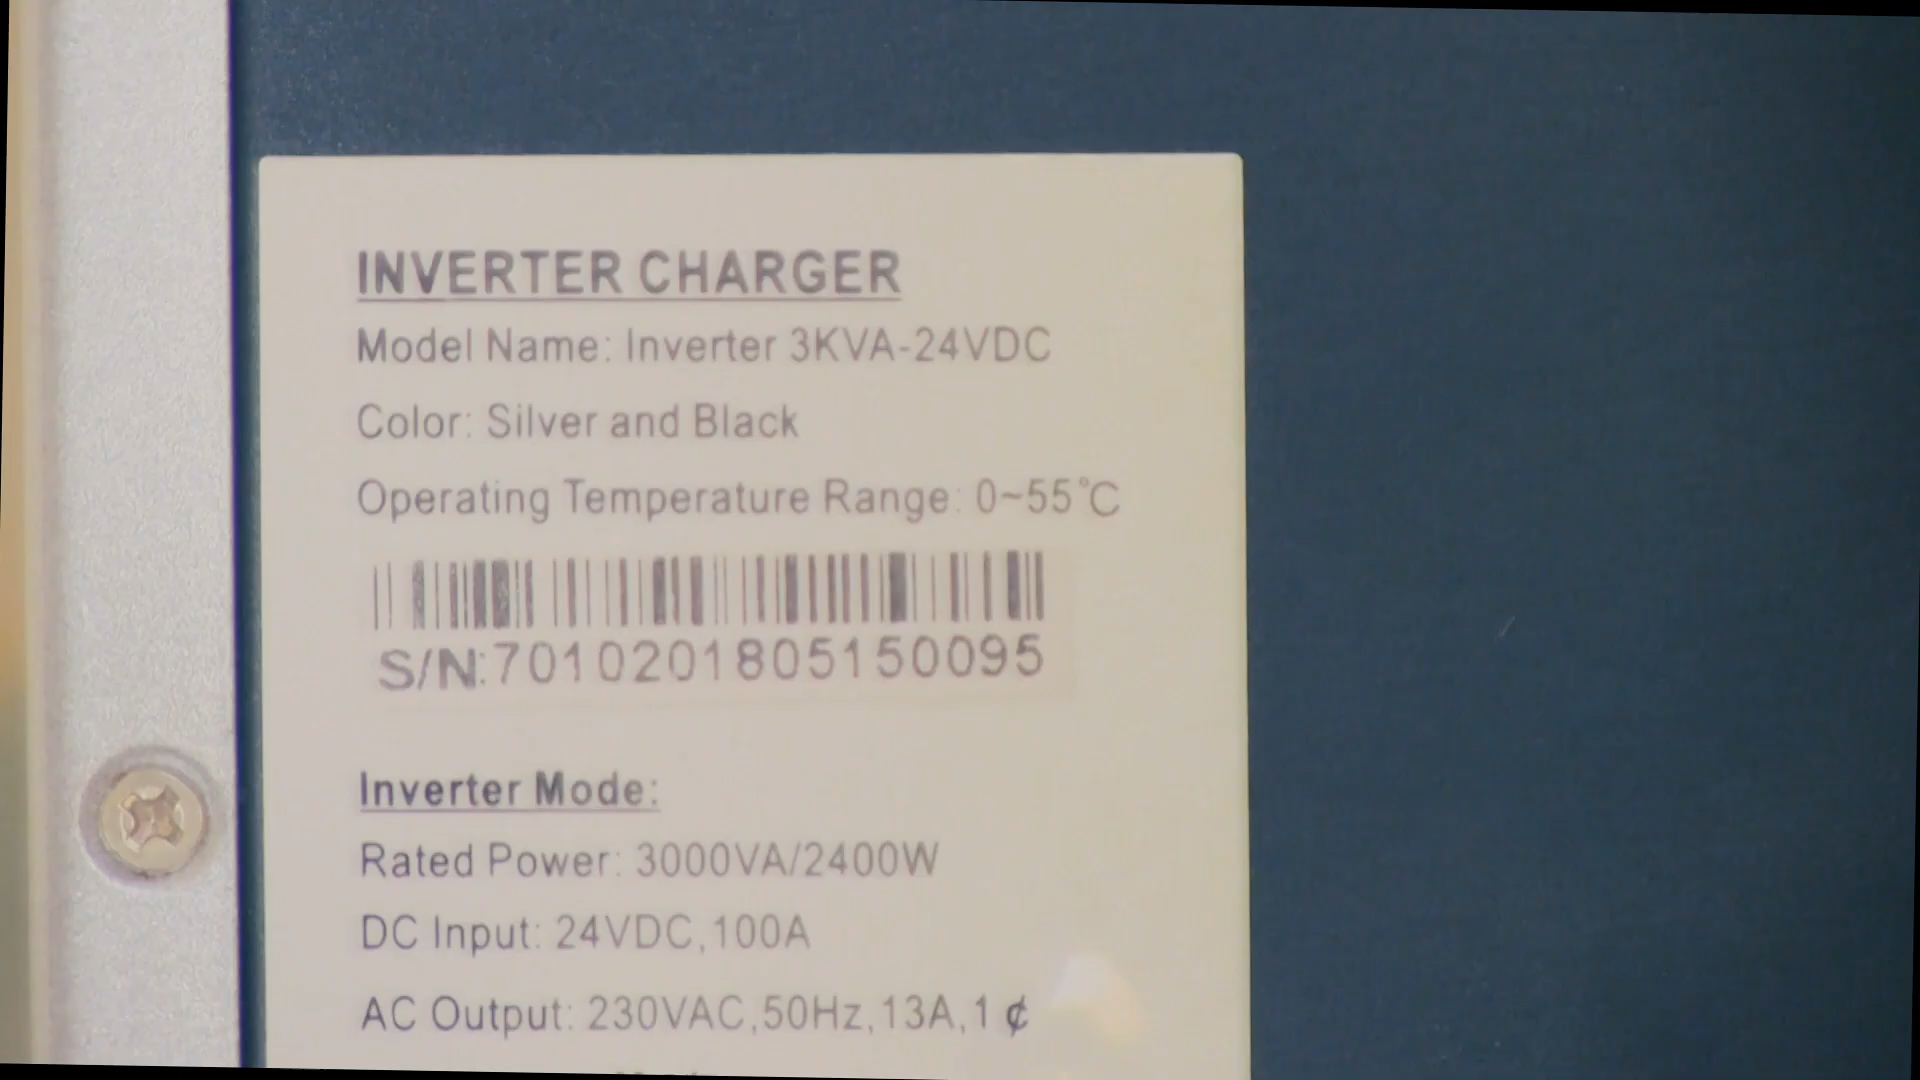 INVERTER CHARGER
Model Name: Inverter 3KVA-24VDC
Color: Silver and Black
Operating Temperature Range: 0~55°C
S/N:7010201805150095
Inverter Mode:
Rated Power: 3000VA/2400W
DC Input: 24VDC,100A
AC Output: 230VAC,50Hz,13A,1 ¢